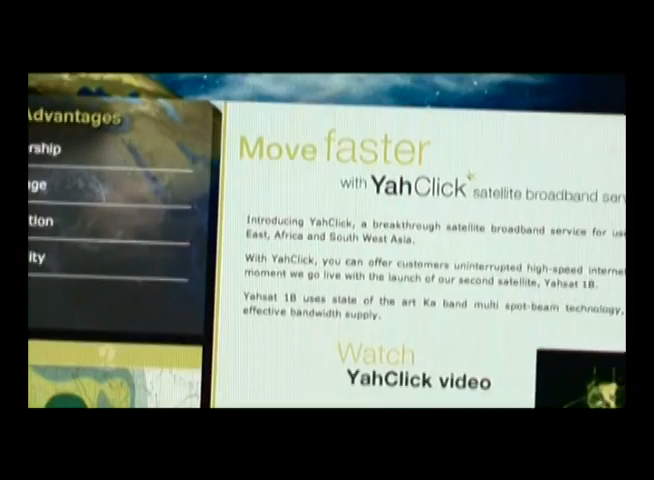 Advantages
rship
ge
tion
ity
Move faster
with YahClick satellite broadband serv
Introducing YahClick, a breakthrough satellite broadband service for us
East, Africa and South West Asia.
With YahClick, you can offer customers uninterrupted high-speed internet
moment we go live with the launch of our second satellite, Yahsat 1B.
Yahsat 1B uses state of the art Ka band multi spot-beam technology,
effective bandwidth supply.
Watch
YahClick video